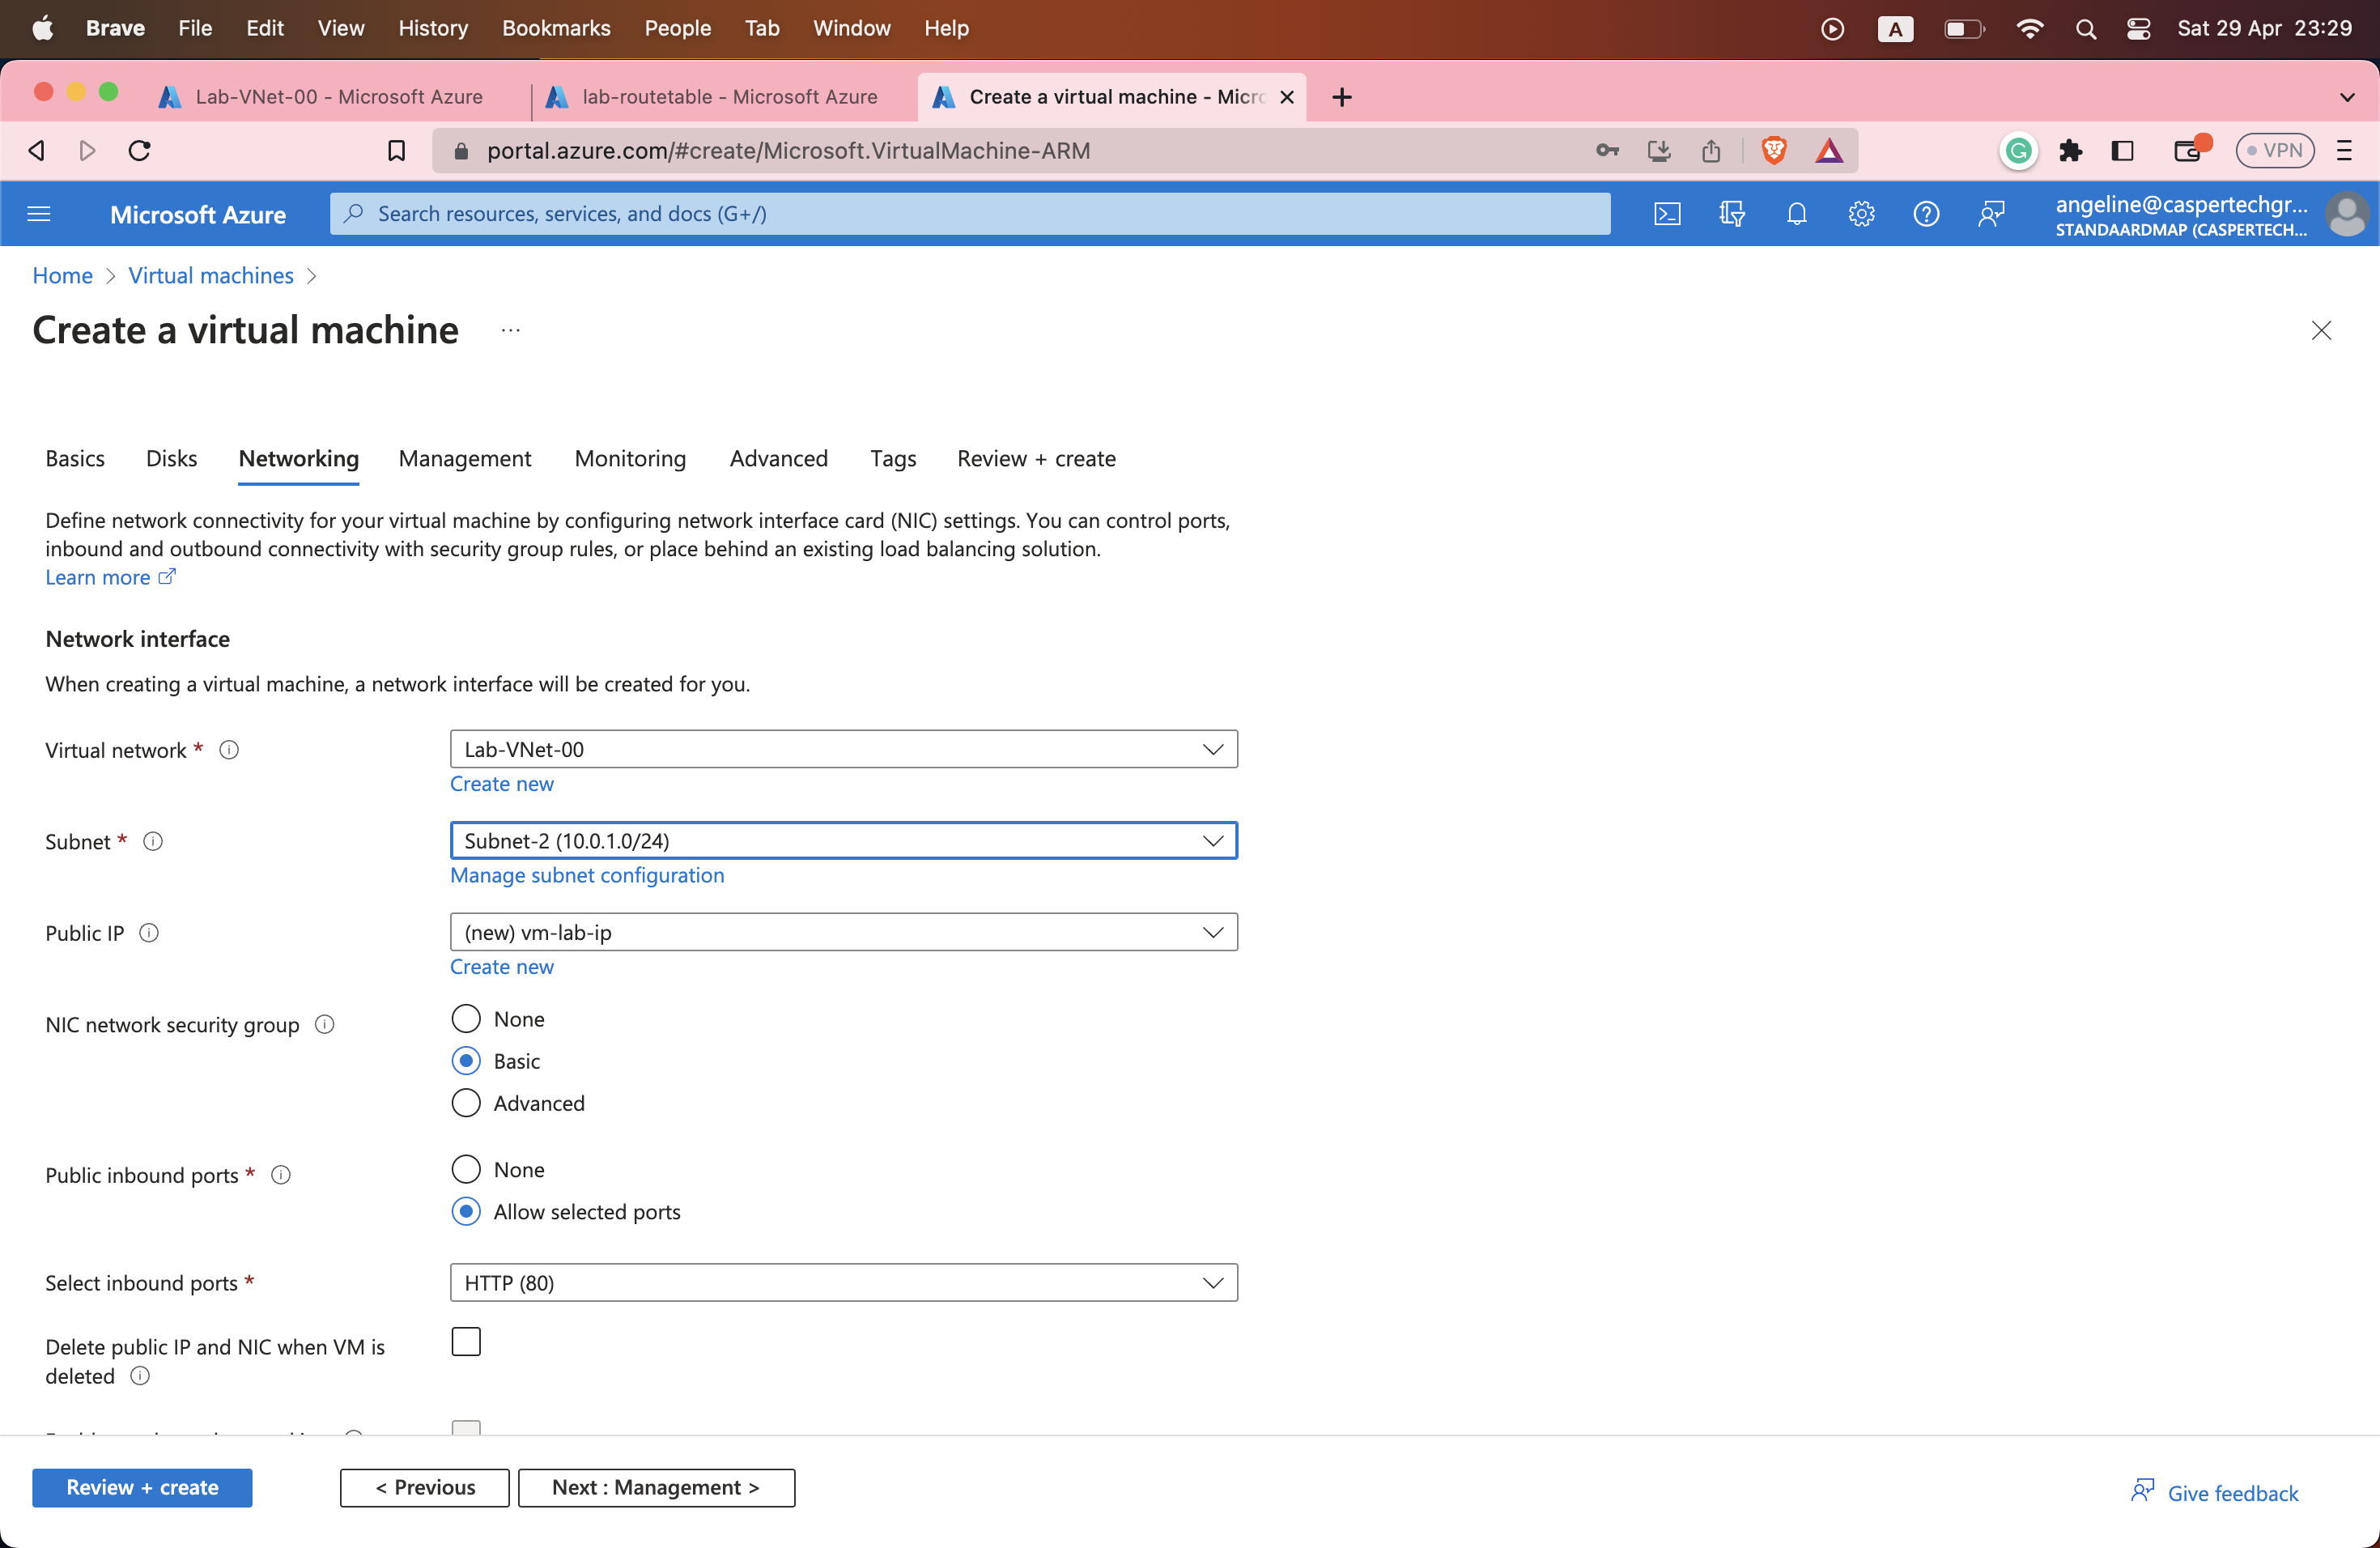 Brave File Edit View History Bookmarks People Tab Window Help A Sat 29 Apr 23:29
Lab-VNet-00 - Microsoft Azure lab-routetable - Microsoft Azure Create a virtual machine - Micro
portal.azure.com/#create/Microsoft.VirtualMachine-ARM VPN
Microsoft Azure Search resources, services, and docs (G+/) angeline@caspertechgr...
STANDAARDMAP (CASPERTECH...
Home > Virtual machines >
Create a virtual machine ...
Basics Disks Networking Management Monitoring Advanced Tags Review + create
Define network connectivity for your virtual machine by configuring network interface card (NIC) settings. You can control ports,
inbound and outbound connectivity with security group rules, or place behind an existing load balancing solution.
Learn more
Network interface
When creating a virtual machine, a network interface will be created for you.
Virtual network * Lab-VNet-00
Create new
Subnet * Subnet-2 (10.0.1.0/24)
Manage subnet configuration
Public IP (new) vm-lab-ip
Create new
NIC network security group None
Basic
Advanced
Public inbound ports * None
Allow selected ports
Select inbound ports * HTTP (80)
Delete public IP and NIC when VM is
deleted
Review + create < Previous Next : Management > Give feedback